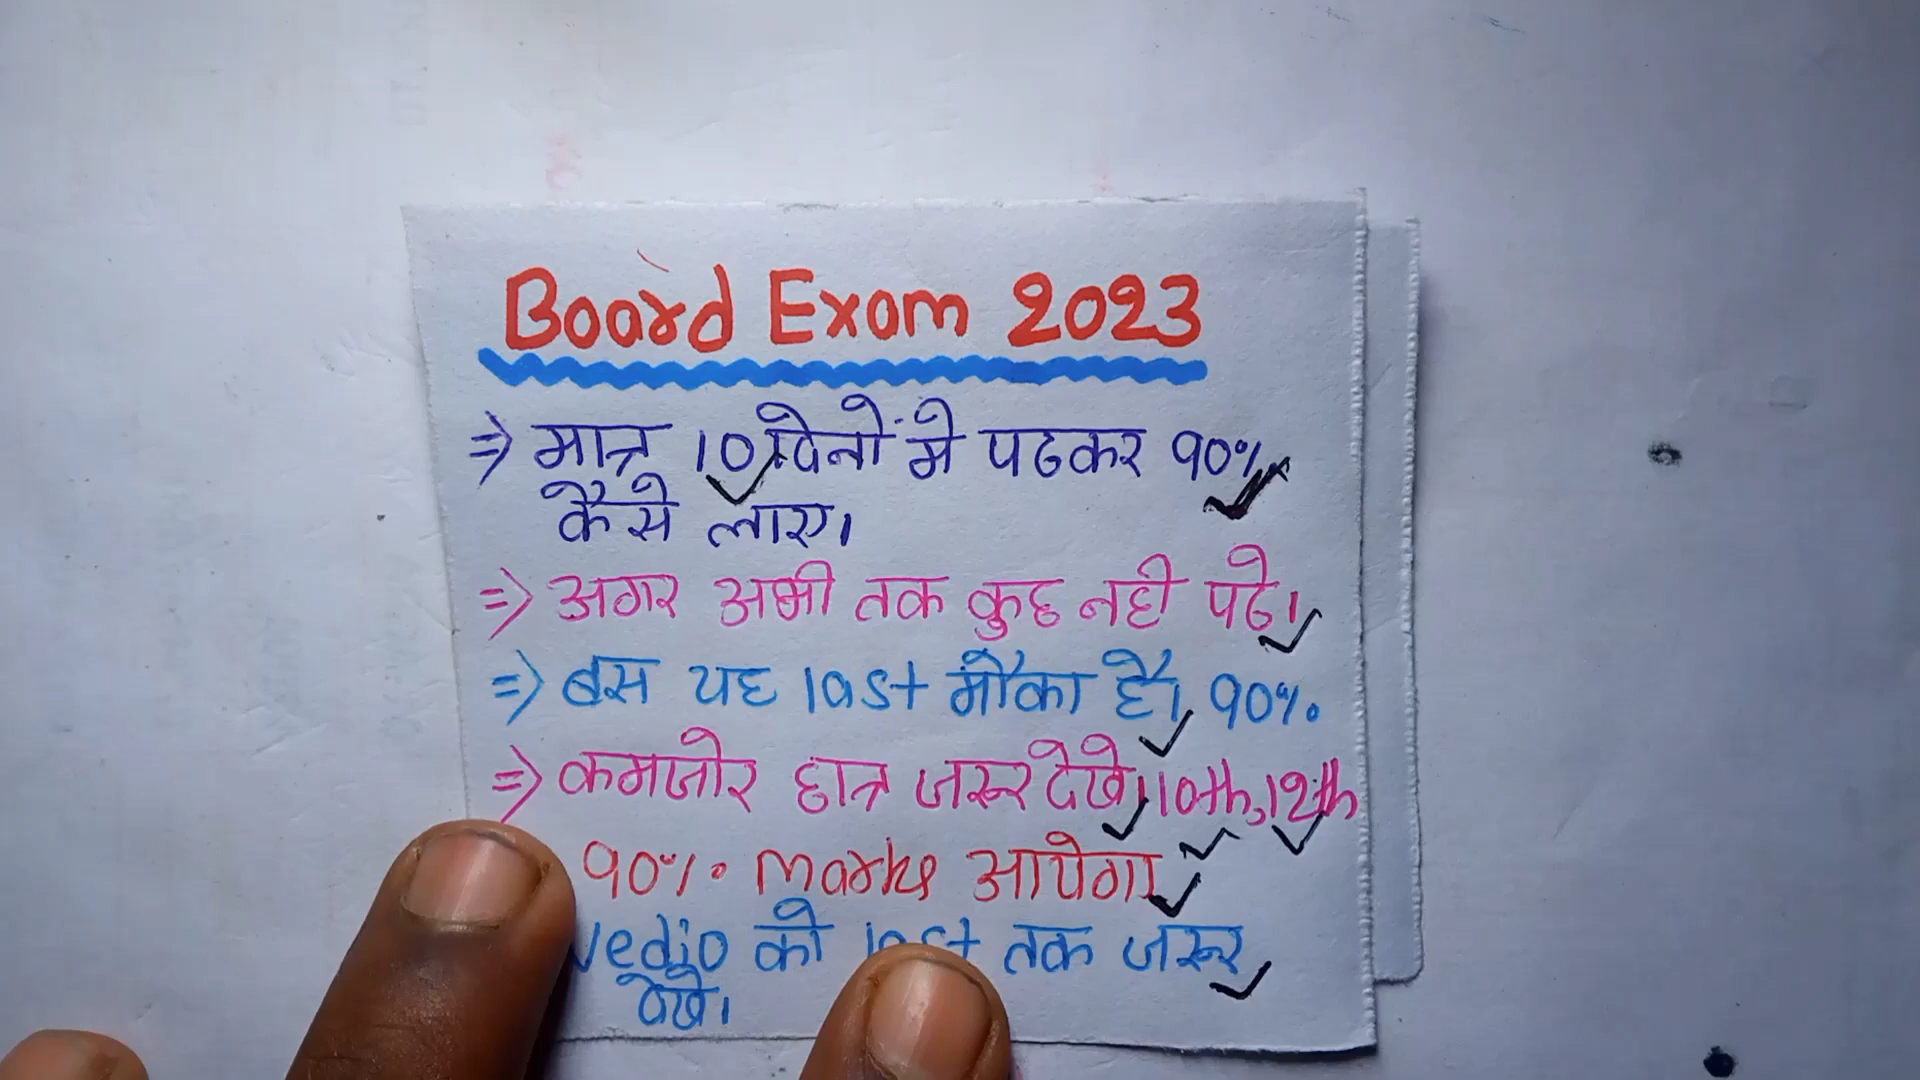 Board Exam 2023
⇒ मात्र 10 दिनों मे पढकर 90%
कैसे लाए।
⇒ अगर अभी तक कुछ नही पढे।
⇒ बस यह last मौका है। 90%.
⇒ कमजोर छात्र जरूर देखे। 10th, 12th
90%. marks आयेगा
vedio को last तक जरूर
देखे।